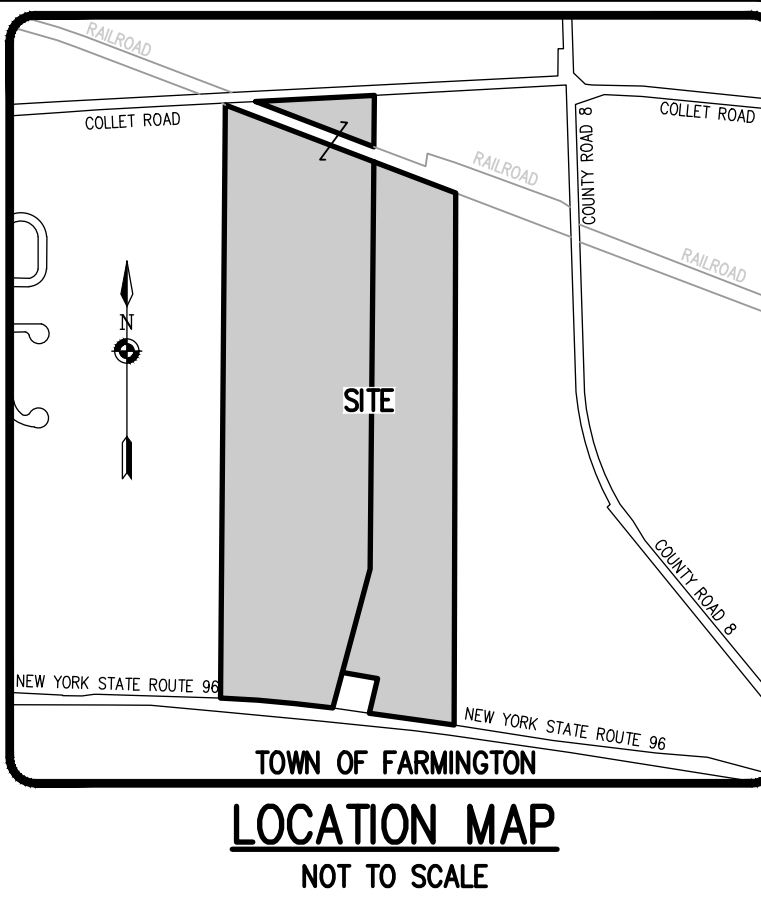 RAILROAD
COLLET ROAD
COLLET ROAD
COUNTY ROAD 8
RAILROAD
RAILROAD
N
SITE
COUNTY ROAD 8
NEW YORK STATE ROUTE 96
NEW YORK STATE ROUTE 96
TOWN OF FARMINGTON
LOCATION MAP
NOT TO SCALE